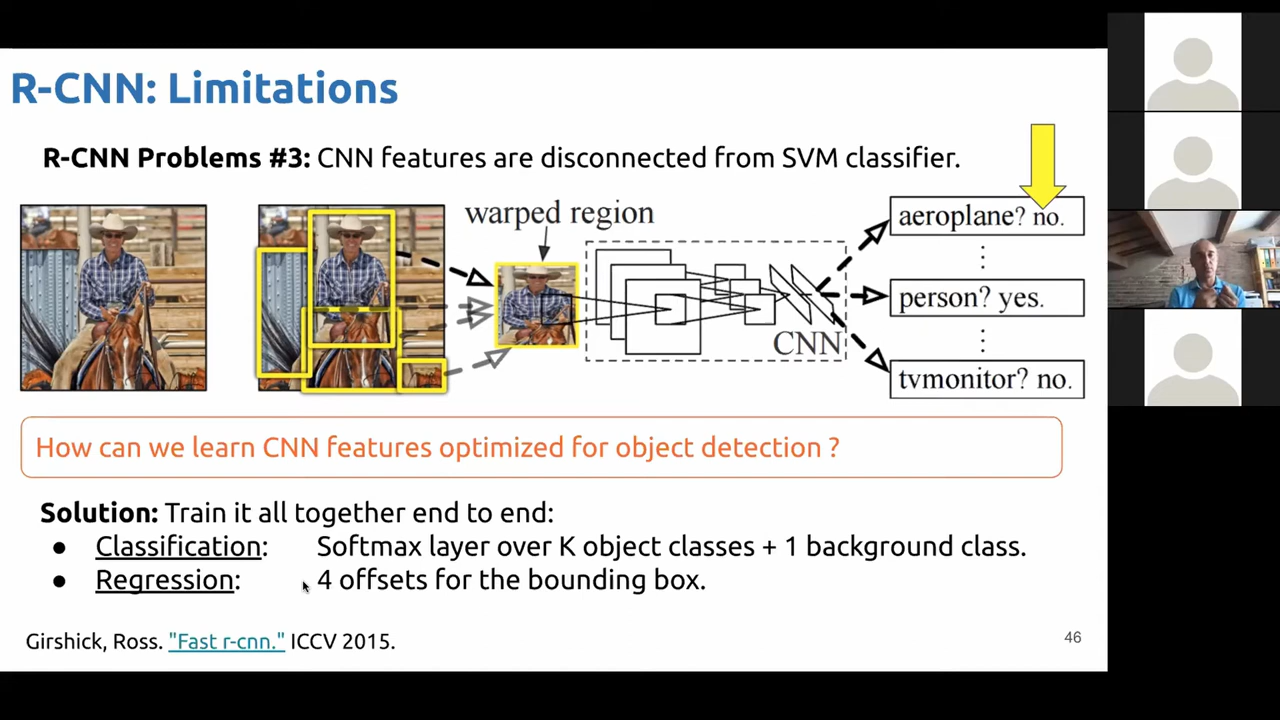 R-CNN: Limitations
R-CNN Problems #3: CNN features are disconnected from SVM classifier.
warped region
aeroplane? no.
person? yes.
CNN
tvmonitor? no.
How can we learn CNN features optimized for object detection ?
Solution: Train it all together end to end:
● Classification: Softmax layer over K object classes + 1 background class.
● Regression: 4 offsets for the bounding box.
Girshick, Ross. "Fast r-cnn." ICCV 2015.
46